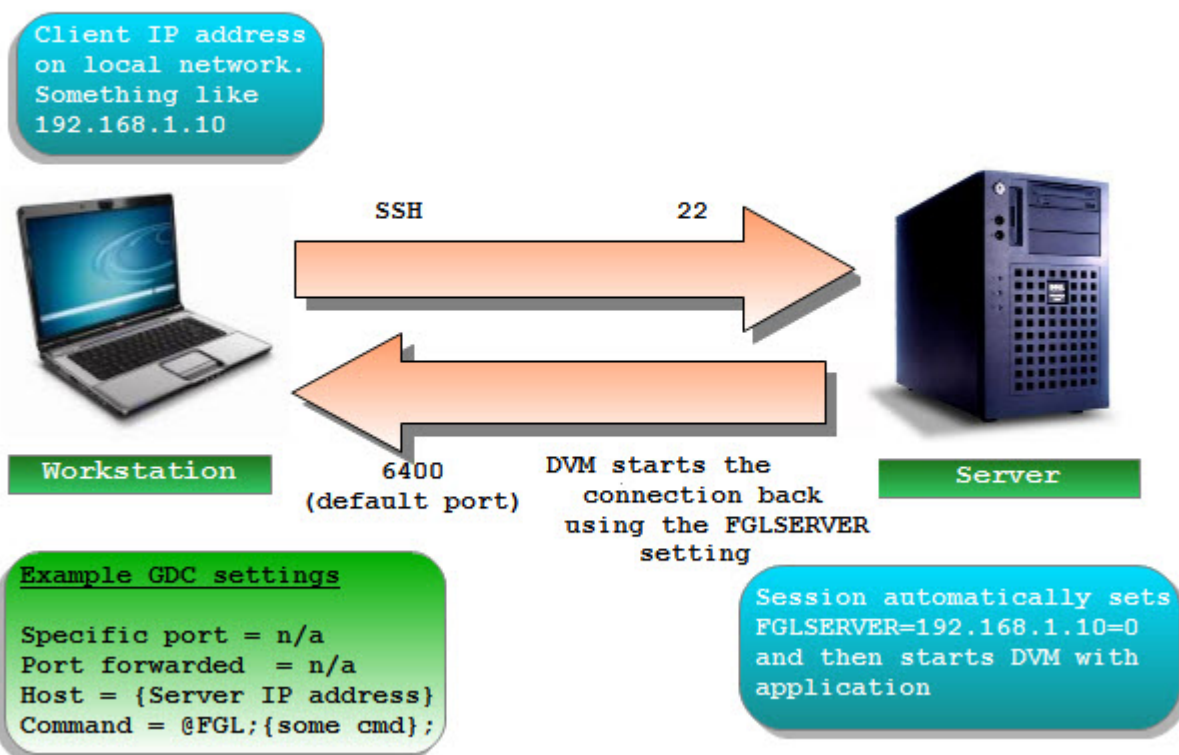 Client IP address
on local network.
Something like
192.168.1.10
SSH
22
6400
(default port)
DVM starts the
connection back
using the FGLSERVER
setting
Workstation
Server
DELL
Example GDC settings
Specific port = n/a
Port forwarded = n/a
Host = {Server IP address}
Command = @FGL;{some cmd};
Session automatically sets
FGLSERVER=192.168.1.10=0
and then starts DVM with
application